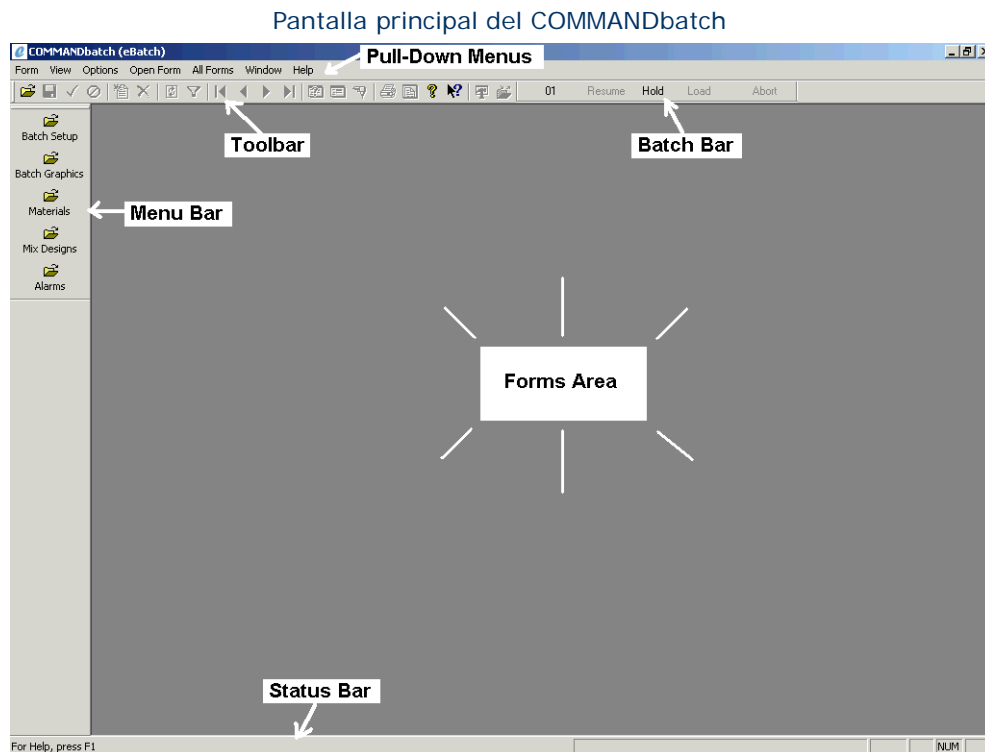 Pantalla principal del COMMANDbatch
COMMANDbatch (eBatch)
Pull-Down Menus
Form View Options Open Form All Forms Window Help
01 Resume Hold Load Abort
Toolbar
Batch Bar
Batch Setup
Batch Graphics
Materials
Menu Bar
Mix Designs
Alarms
Forms Area
Status Bar
For Help, press F1
NUM